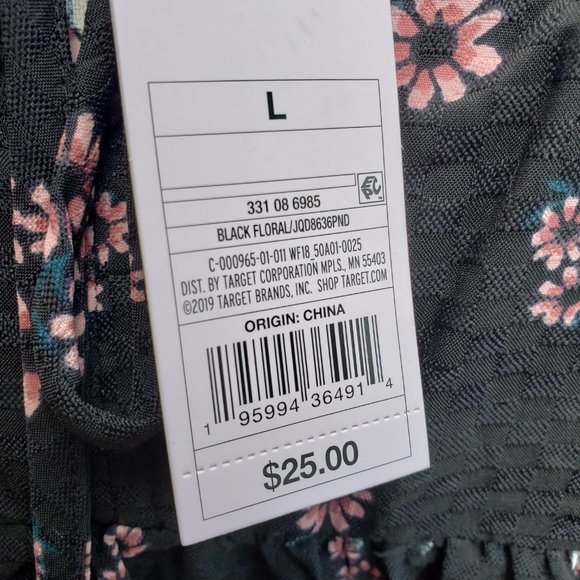 L
331 08 6985
EPC
BLACK FLORAL/JQD8636PND
C-000965-01-011 WF18_50A01-0025
DIST. BY TARGET CORPORATION MPLS., MN 55403
©2019 TARGET BRANDS, INC. SHOP TARGET.COM
ORIGIN: CHINA
1 95994 36491 4
$25.00